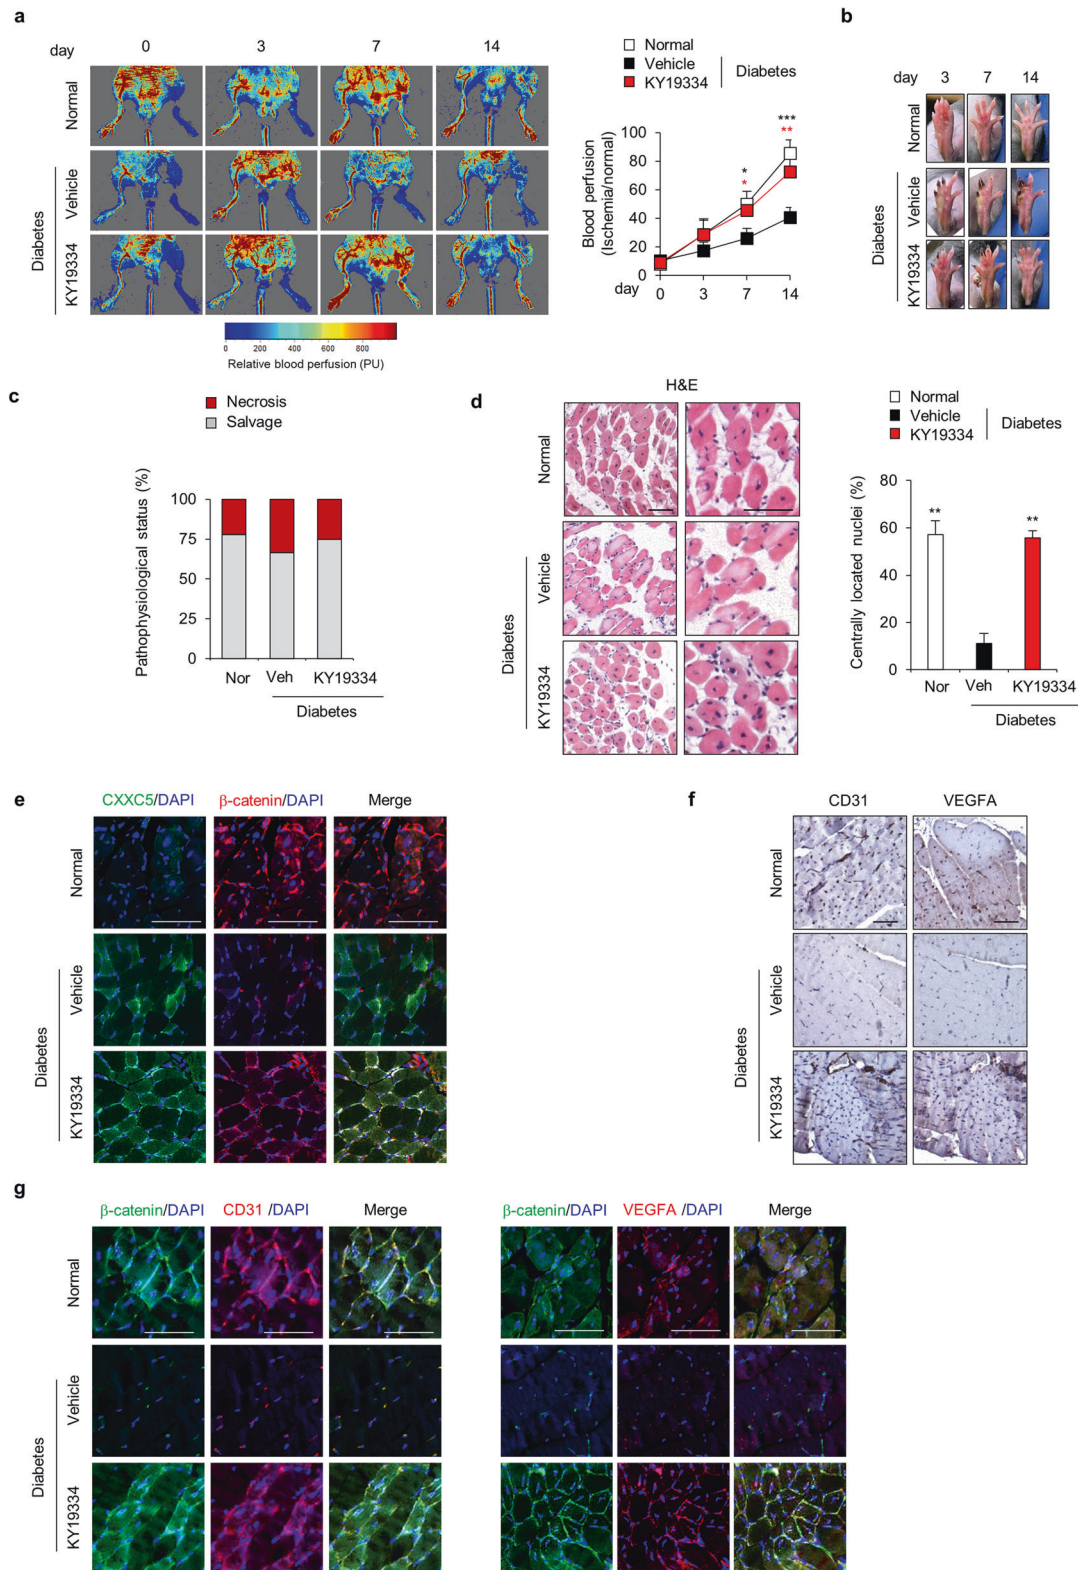 a
day 0 3 7 14
Normal
Vehicle
KY19334
Diabetes
0 200 400 600 800
Relative blood perfusion (PU)
Normal
Vehicle
KY19334
Diabetes
*** 
**
*
*
Blood perfusion
(Ischemia/normal)
100
80
60
40
20
0
day 0 3 7 14
b
day 3 7 14
Normal
Vehicle
KY19334
Diabetes
c
Necrosis
Salvage
Pathophysiological status (%)
100
75
50
25
0
Nor Veh KY19334
Diabetes
d
H&E
Normal
Vehicle
KY19334
Diabetes
Normal
Vehicle
KY19334
Diabetes
Centrally located nuclei (%)
80
60
40
20
0
** **
Nor Veh KY19334
Diabetes
e
CXXC5/DAPI β-catenin/DAPI Merge
Normal
Vehicle
KY19334
Diabetes
f
CD31 VEGFA
Normal
Vehicle
KY19334
Diabetes
g
β-catenin/DAPI CD31 /DAPI Merge
Normal
Vehicle
KY19334
Diabetes
β-catenin/DAPI VEGFA /DAPI Merge